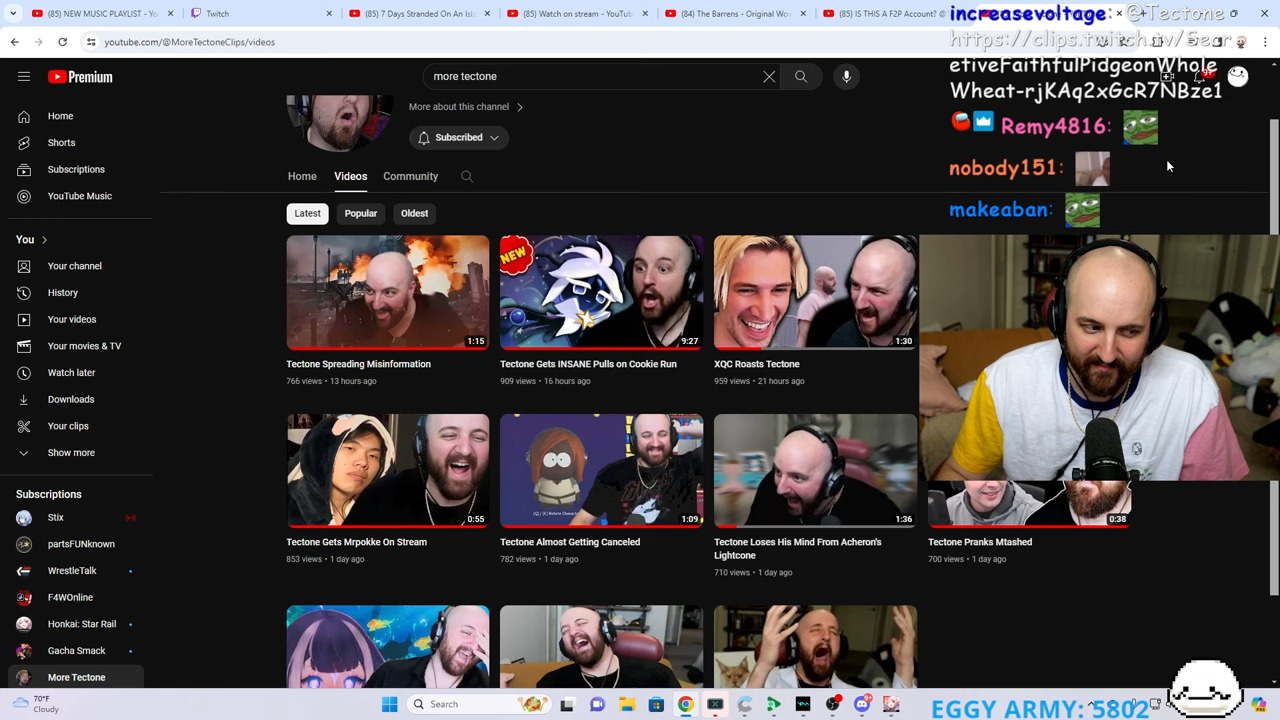 (85) NEW MUSIC PLAYLIST - Yo
Twitch
(85) 7 Days Stranded On An Isl
(85) Watch on stream - YouTub
(84) The Barrens - Original Wo
(85) IS THIS A F2P Account? @
youtube.com/@MoreTectoneClips/videos
increasevoltage: @Tectone
https://clips.twitch.tv/Secr
etiveFaithfulPidgeonWhole
Wheat-rjKAq2xGcR7NBze1
Remy4816:
nobody151:
makeaban:
Premium
more tectone
9+
Home
Shorts
Subscriptions
YouTube Music
You
Your channel
History
Your videos
Your movies & TV
Watch later
Downloads
Your clips
Show more
Subscriptions
Stix
partsFUNknown
WrestleTalk
F4WOnline
Honkai: Star Rail
Gacha Smack
More Tectone
More about this channel
Subscribed
Home Videos Community
Latest Popular Oldest
1:15
Tectone Spreading Misinformation
766 views • 13 hours ago
NEW
9:27
Tectone Gets INSANE Pulls on Cookie Run
909 views • 16 hours ago
1:30
XQC Roasts Tectone
959 views • 21 hours ago
0:55
Tectone Gets Mrpokke On Stream
853 views • 1 day ago
1:09
Tectone Almost Getting Canceled
782 views • 1 day ago
1:36
Tectone Loses His Mind From Acheron's
Lightcone
710 views • 1 day ago
0:38
Tectone Pranks Mtashed
700 views • 1 day ago
70°F
Cloudy
Search
EGGY ARMY: 5802